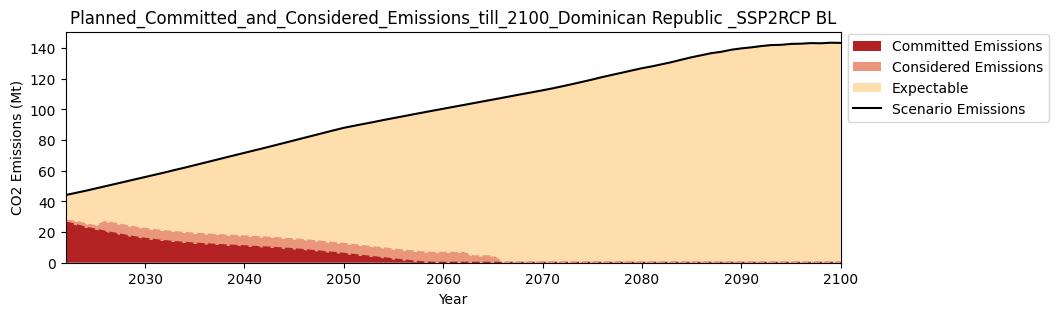 Planned_Committed_and_Considered_Emissions_till_2100_Dominican Republic _SSP2RCP BL
CO2 Emissions (Mt)
140
120
100
80
60
40
20
0
2030 2040 2050 2060 2070 2080 2090 2100
Year
Committed Emissions
Considered Emissions
Expectable
Scenario Emissions